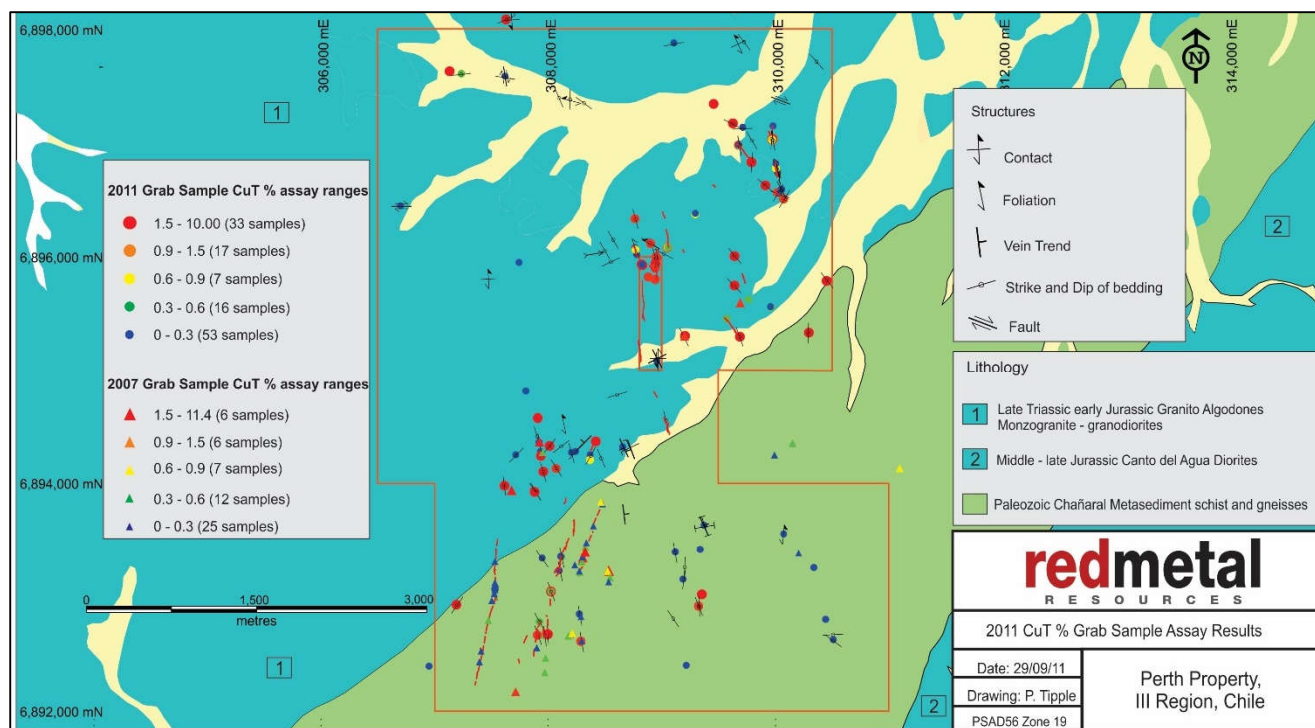 6,898,000 mN
306,000 mE
308,000 mE
310,000 mE
312,000 mE
314,000 mE
N
1
2011 Grab Sample CuT % assay ranges
1.5 - 10.00 (33 samples)
0.9 - 1.5 (17 samples)
0.6 - 0.9 (7 samples)
0.3 - 0.6 (16 samples)
0 - 0.3 (53 samples)
2007 Grab Sample CuT % assay ranges
1.5 - 11.4 (6 samples)
0.9 - 1.5 (6 samples)
0.6 - 0.9 (7 samples)
0.3 - 0.6 (12 samples)
0 - 0.3 (25 samples)
6,896,000 mN
6,894,000 mN
6,892,000 mN
0
1,500
3,000
metres
1
2
2
Structures
Contact
Foliation
Vein Trend
Strike and Dip of bedding
Fault
Lithology
1
Late Triassic early Jurassic Granito Algodones
Monzogranite - granodiorites
2
Middle - late Jurassic Canto del Agua Diorites
Paleozoic Chañaral Metasediment schist and gneisses
redmetal
RESOURCES
2011 CuT % Grab Sample Assay Results
Date: 29/09/11
Drawing: P. Tipple
PSAD56 Zone 19
Perth Property,
III Region, Chile